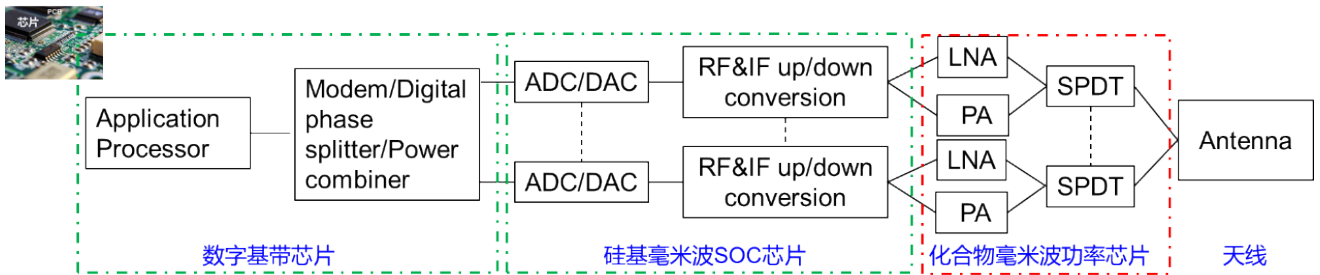 PCB
芯片
Application
Processor
Modem/Digital
phase
splitter/Power
combiner
ADC/DAC
ADC/DAC
RF&IF up/down
conversion
RF&IF up/down
conversion
LNA
PA
LNA
PA
SPDT
SPDT
Antenna
数字基带芯片
硅基毫米波SOC芯片
化合物毫米波功率芯片
天线